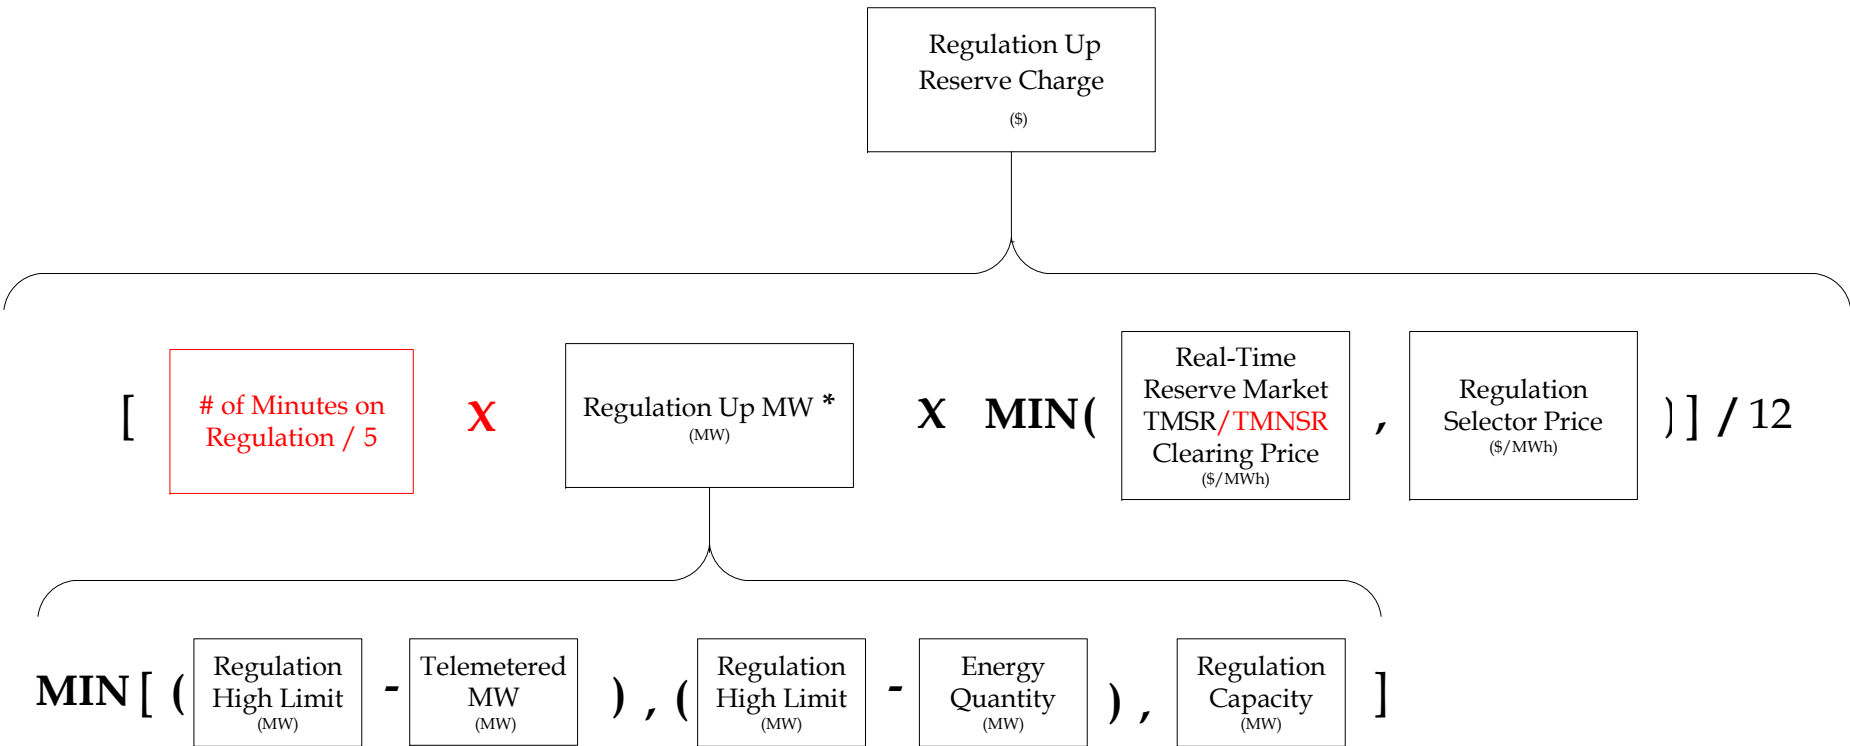 Regulation Up
Reserve Charge
($)
[ # of Minutes on
Regulation / 5 X Regulation Up MW *
(MW)
X MIN( Real-Time
Reserve Market
TMSR/TMNSR
Clearing Price
($/MWh)
, Regulation
Selector Price
($/MWh)
) ] / 12
MIN [ ( Regulation
High Limit
(MW)
- Telemetered
MW
(MW)
) , ( Regulation
High Limit
(MW)
- Energy
Quantity
(MW)
) , Regulation
Capacity
(MW)
]